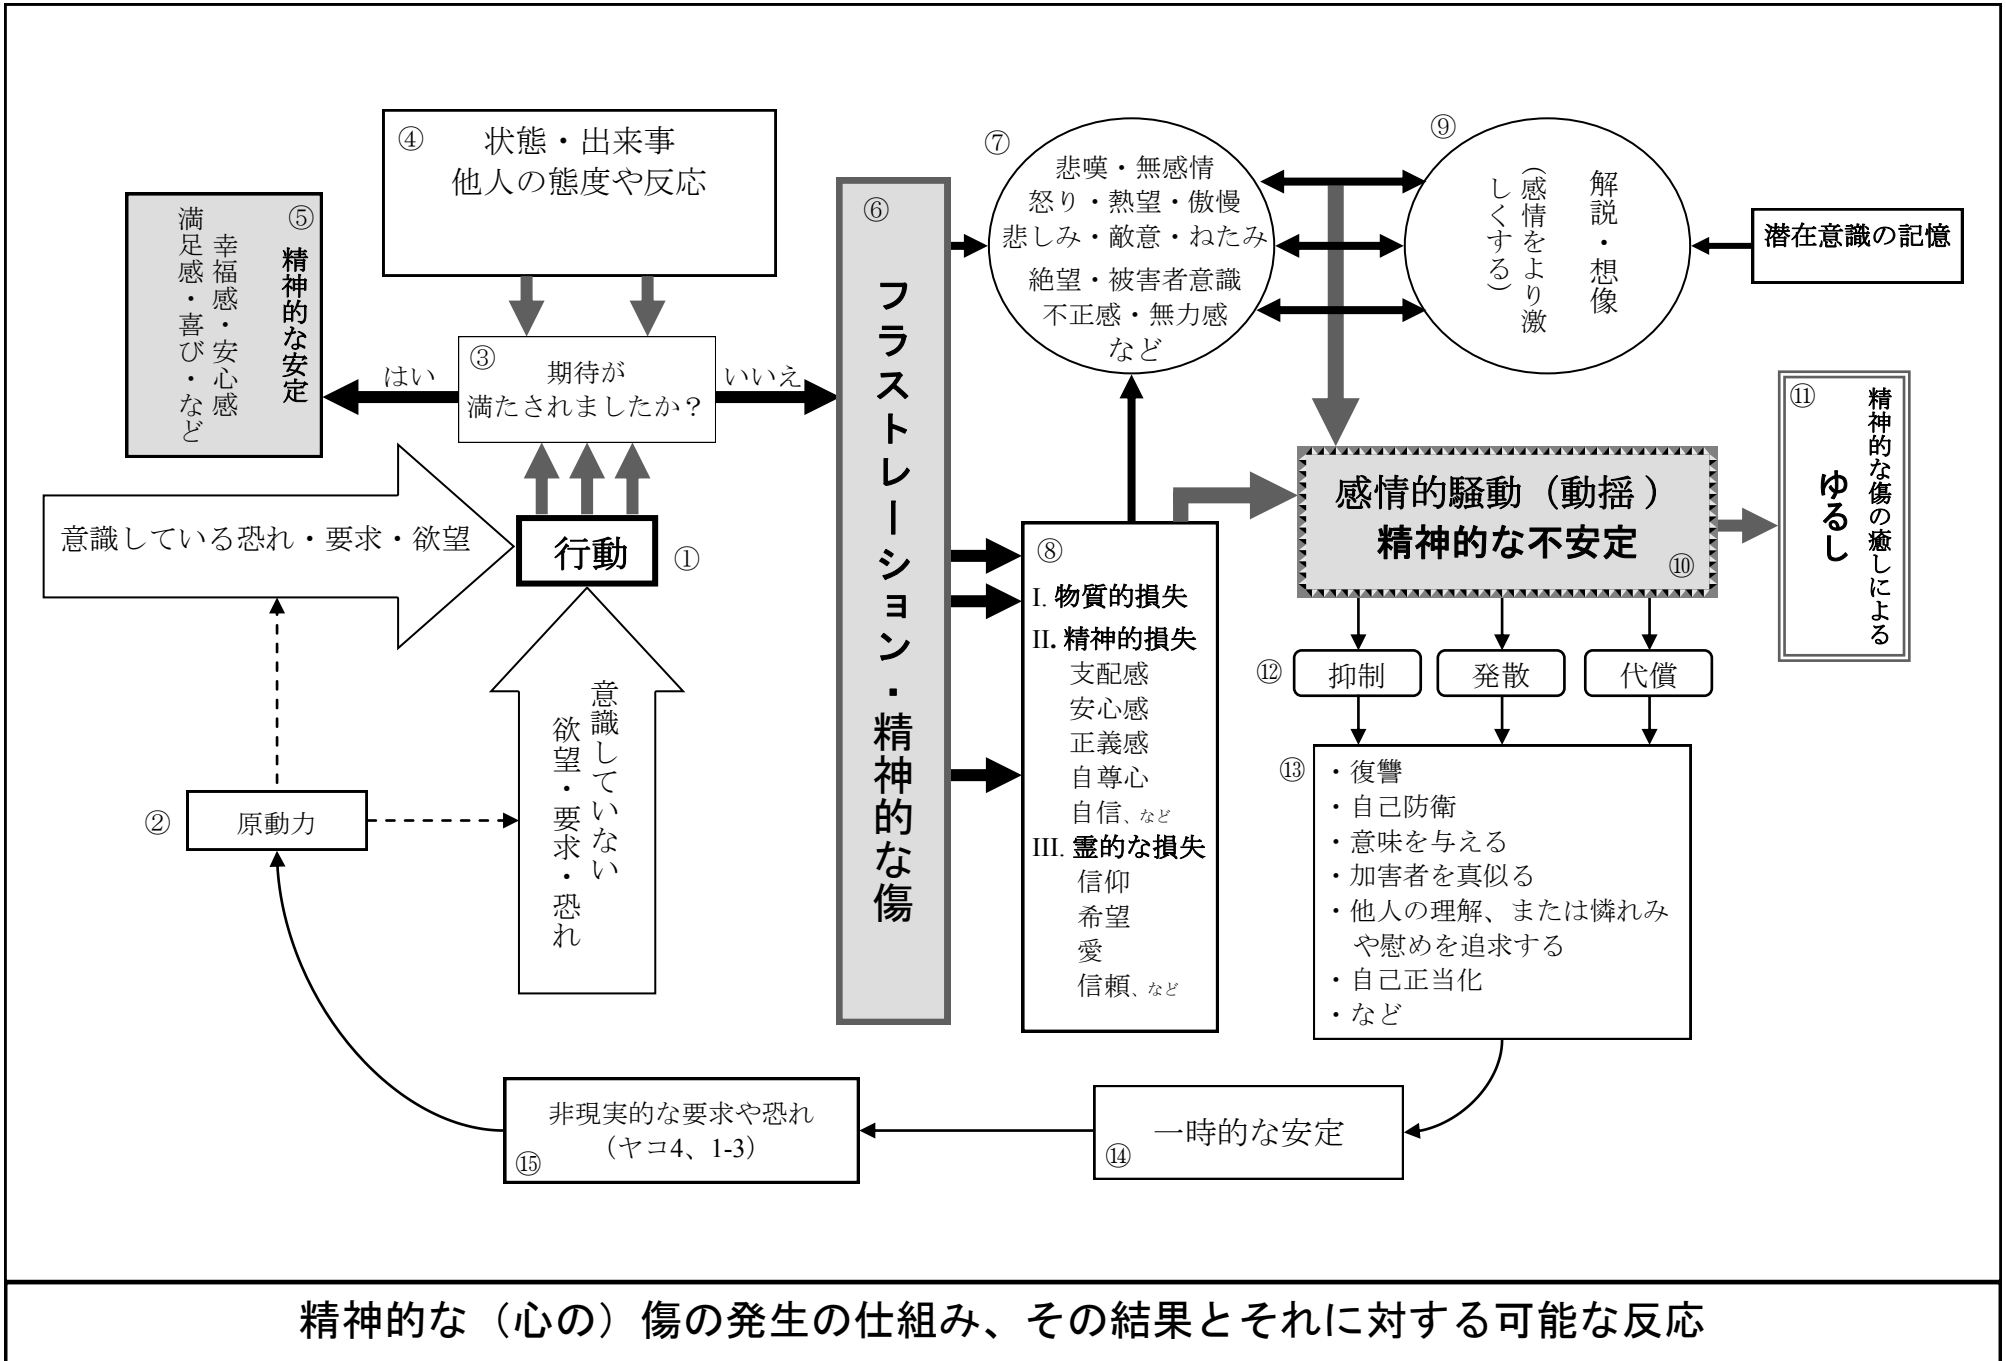 ④
状態・出来事
他人の態度や反応
⑤
精神的な安定
幸福感・安心感
満足感・喜び・など
③
期待が
満たされましたか？
はい
いいえ
意識している恐れ・要求・欲望
行動
①
意識していない
欲望・要求・恐れ
②
原動力
⑥
フラストレーション・精神的な傷
⑦
悲嘆・無感情
怒り・熱望・傲慢
悲しみ・敵意・ねたみ
絶望・被害者意識
不正感・無力感
など
⑧
I. 物質的損失
II. 精神的損失
支配感
安心感
正義感
自尊心
自信、など
III. 霊的な損失
信仰
希望
愛
信頼、など
⑨
解説・想像
（感情をより激
しくする）
潜在意識の記憶
感情的騒動（動揺）
精神的な不安定
⑩
⑪
精神的な傷の癒しによる
ゆるし
⑫
抑制
発散
代償
⑬
・復讐
・自己防衛
・意味を与える
・加害者を真似る
・他人の理解、または憐れみ
や慰めを追求する
・自己正当化
・など
⑭
一時的な安定
⑮
非現実的な要求や恐れ
（ヤコ4、1-3）
精神的な（心の）傷の発生の仕組み、その結果とそれに対する可能な反応